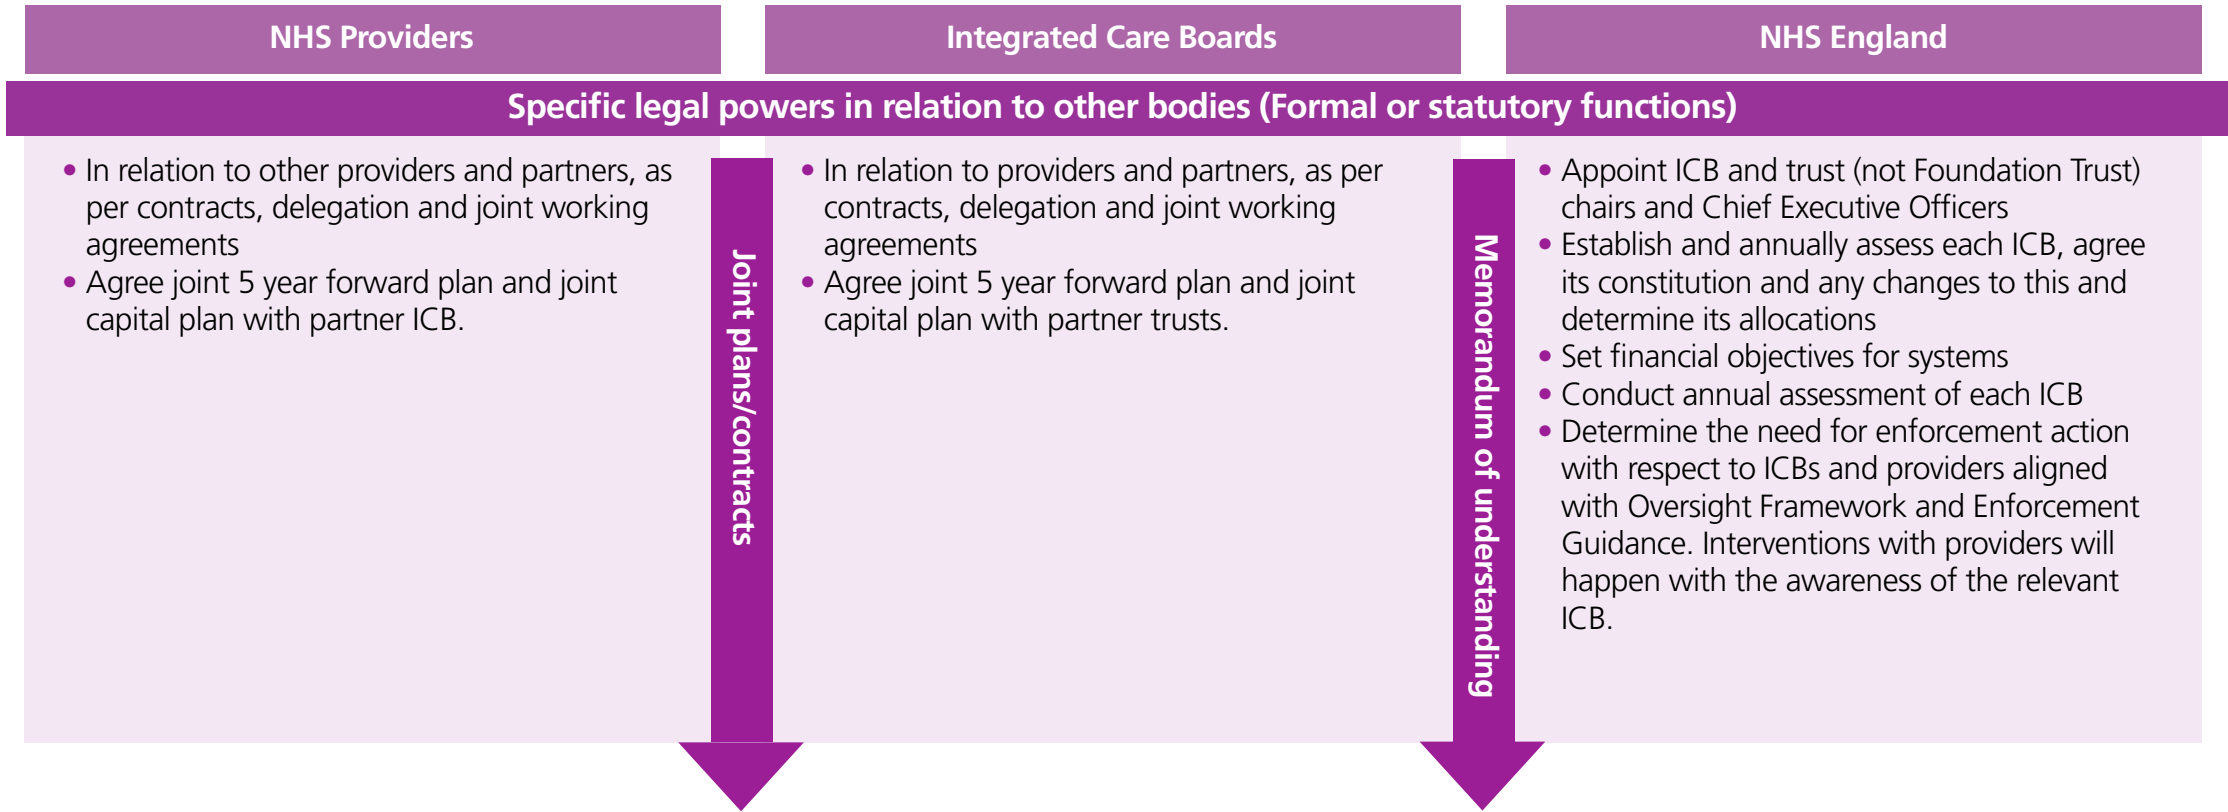 NHS Providers
Integrated Care Boards
NHS England
Specific legal powers in relation to other bodies (Formal or statutory functions)
• In relation to other providers and partners, as
per contracts, delegation and joint working
agreements
• Agree joint 5 year forward plan and joint
capital plan with partner ICB.
Joint plans/contracts
• In relation to providers and partners, as per
contracts, delegation and joint working
agreements
• Agree joint 5 year forward plan and joint
capital plan with partner trusts.
Memorandum of understanding
• Appoint ICB and trust (not Foundation Trust)
chairs and Chief Executive Officers
• Establish and annually assess each ICB, agree
its constitution and any changes to this and
determine its allocations
• Set financial objectives for systems
• Conduct annual assessment of each ICB
• Determine the need for enforcement action
with respect to ICBs and providers aligned
with Oversight Framework and Enforcement
Guidance. Interventions with providers will
happen with the awareness of the relevant
ICB.